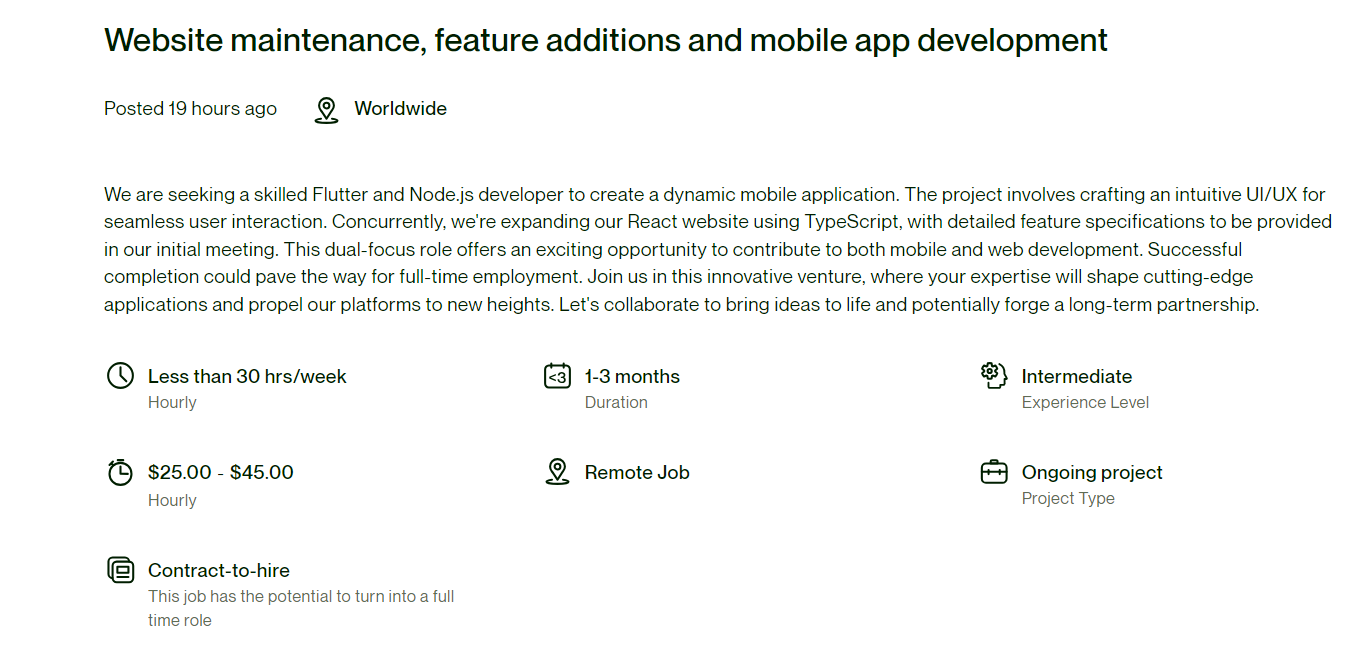 Website maintenance, feature additions and mobile app development
Posted 19 hours ago Worldwide
We are seeking a skilled Flutter and Node.js developer to create a dynamic mobile application. The project involves crafting an intuitive UI/UX for
seamless user interaction. Concurrently, we're expanding our React website using TypeScript, with detailed feature specifications to be provided
in our initial meeting. This dual-focus role offers an exciting opportunity to contribute to both mobile and web development. Successful
completion could pave the way for full-time employment. Join us in this innovative venture, where your expertise will shape cutting-edge
applications and propel our platforms to new heights. Let's collaborate to bring ideas to life and potentially forge a long-term partnership.
Less than 30 hrs/week
Hourly
<3
1-3 months
Duration
Intermediate
Experience Level
$25.00 - $45.00
Hourly
Remote Job
Ongoing project
Project Type
Contract-to-hire
This job has the potential to turn into a full
time role